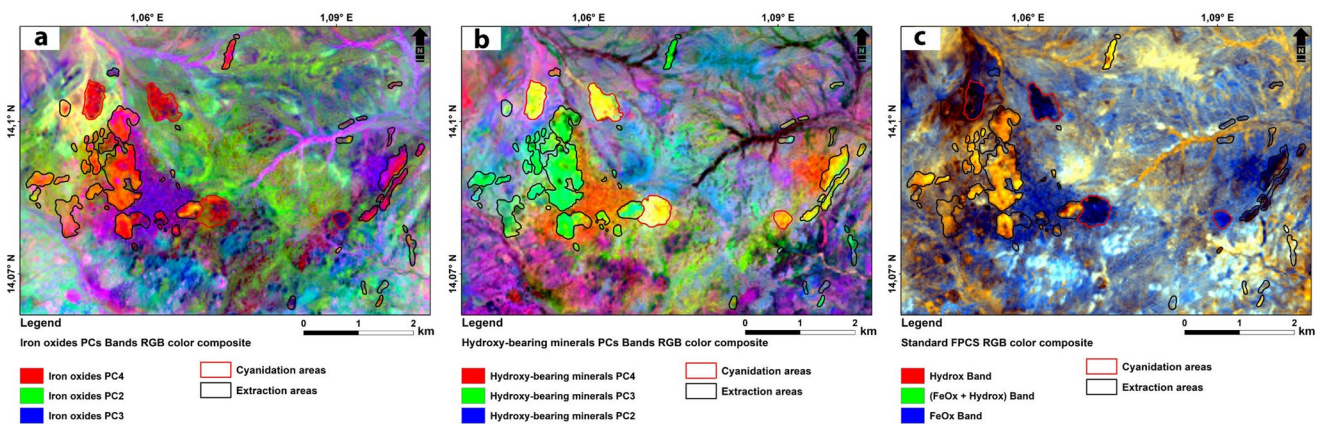 1,06° E
1,09° E
a
N
14,1° N
14,07° N
Legend
0 1 2 km
Iron oxides PCs Bands RGB color composite
Iron oxides PC4
Iron oxides PC2
Iron oxides PC3
Cyanidation areas
Extraction areas
1,06° E
1,09° E
b
N
14,1° N
14,07° N
Legend
0 1 2 km
Hydroxy-bearing minerals PCs Bands RGB color composite
Hydroxy-bearing minerals PC4
Hydroxy-bearing minerals PC3
Hydroxy-bearing minerals PC2
Cyanidation areas
Extraction areas
1,06° E
1,09° E
c
N
14,1° N
14,07° N
Legend
0 1 2 km
Standard FPCS RGB color composite
Hydrox Band
(FeOx + Hydrox) Band
FeOx Band
Cyanidation areas
Extraction areas